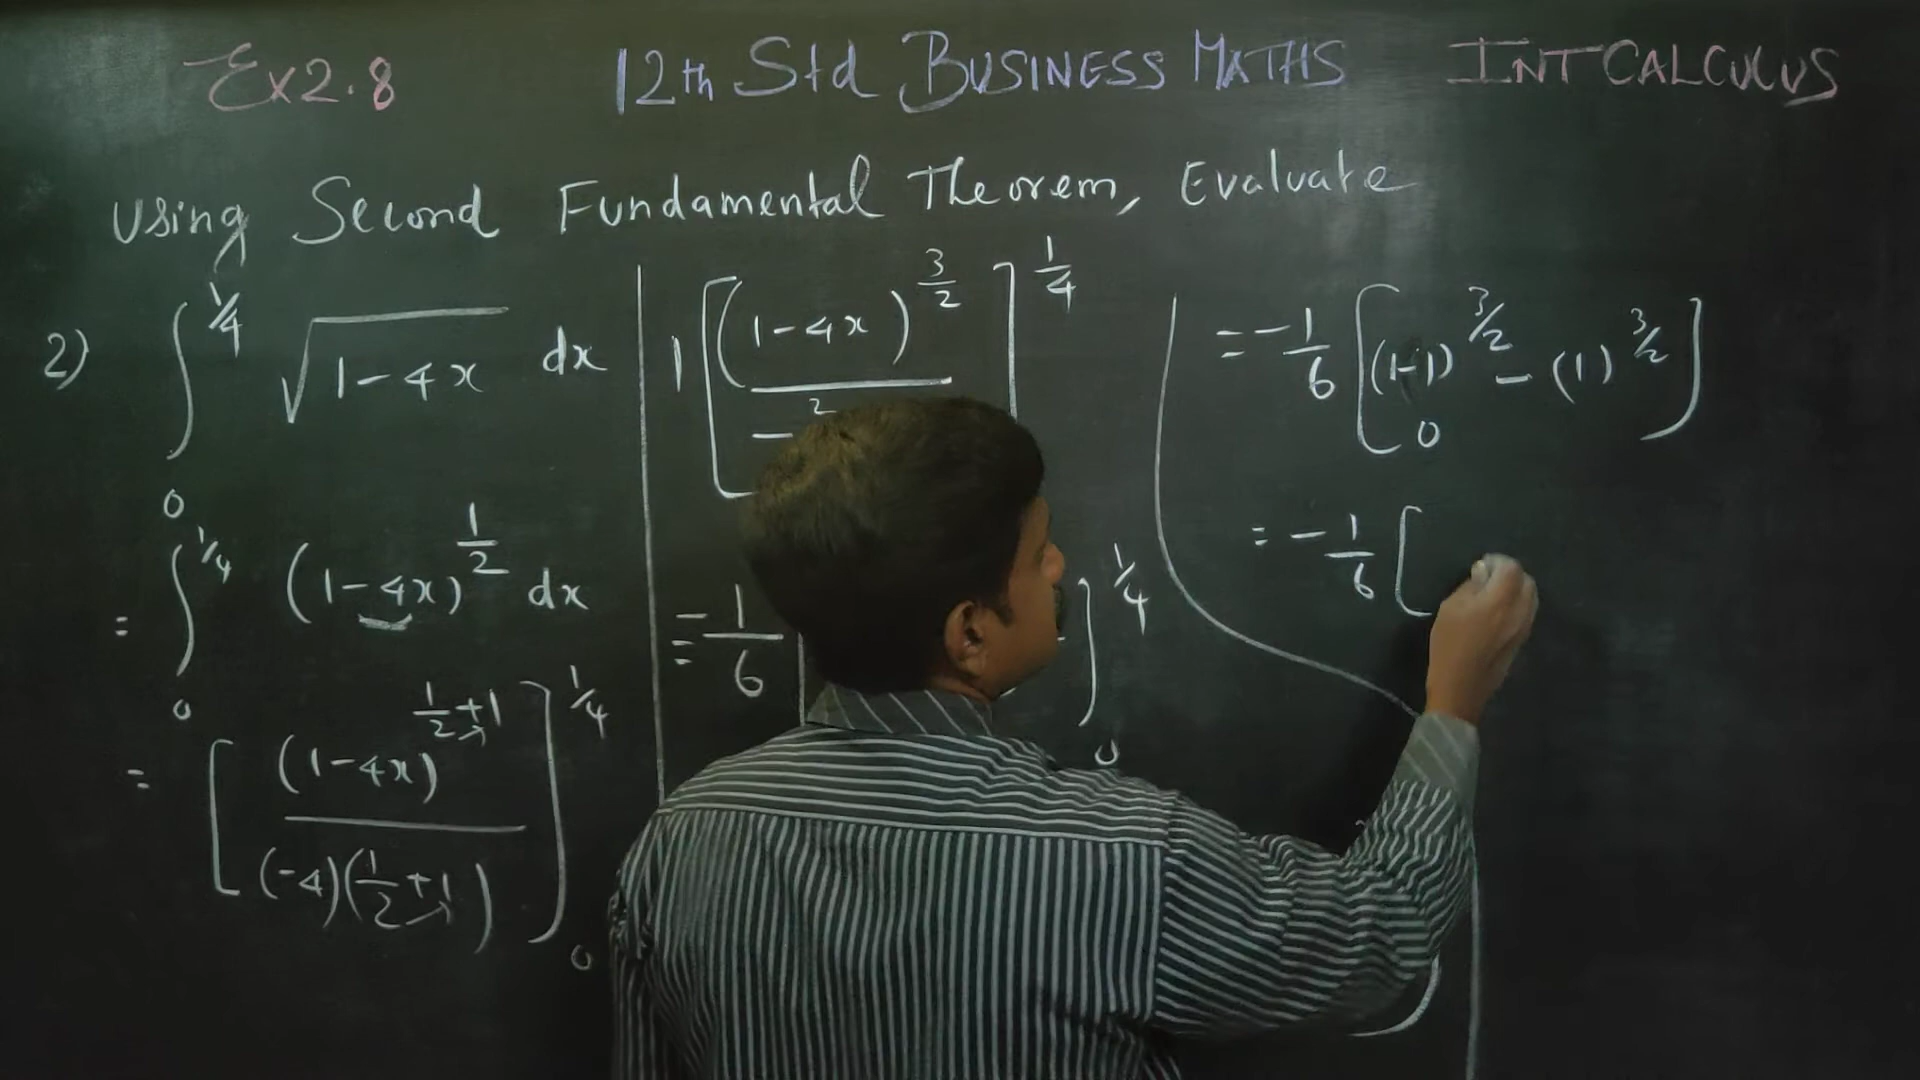 Ex 2.8 12th Std BUSINESS MATHS INT CALCULUS
Using Second Fundamental Theorem, Evaluate
2) ∫₀^{1/4} √(1-4x) dx
= ∫₀^{1/4} (1-4x)^{1/2} dx
= [ (1-4x)^{1/2+1} / (-4)(1/2+1) ]₀^{1/4}
[ (1-4x)^{3/2} / ]^{1/4}
= -1/6 ]₀^{1/4}
= -1/6 [ (1-1)^{3/2} - (1)^{3/2} ]
0
= -1/6 [